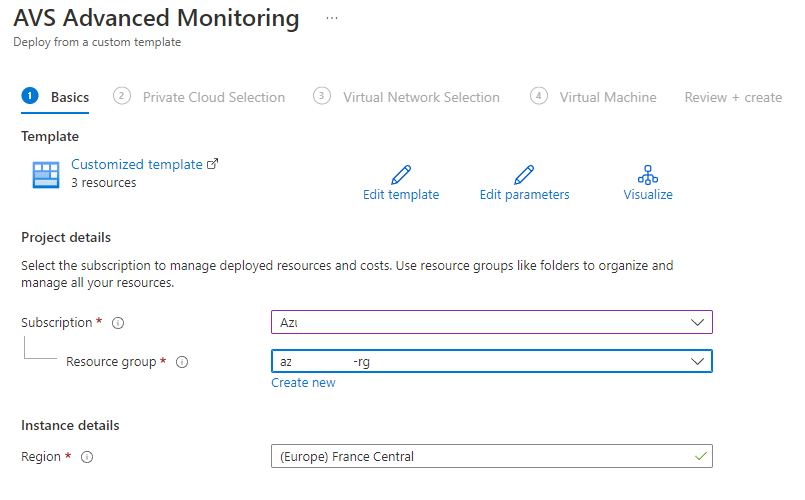 AVS Advanced Monitoring ...
Deploy from a custom template
1 Basics 2 Private Cloud Selection 3 Virtual Network Selection 4 Virtual Machine Review + create
Template
Customized template
3 resources
Edit template Edit parameters Visualize
Project details
Select the subscription to manage deployed resources and costs. Use resource groups like folders to organize and
manage all your resources.
Subscription *
Resource group * az -rg
Create new
Instance details
Region * (Europe) France Central